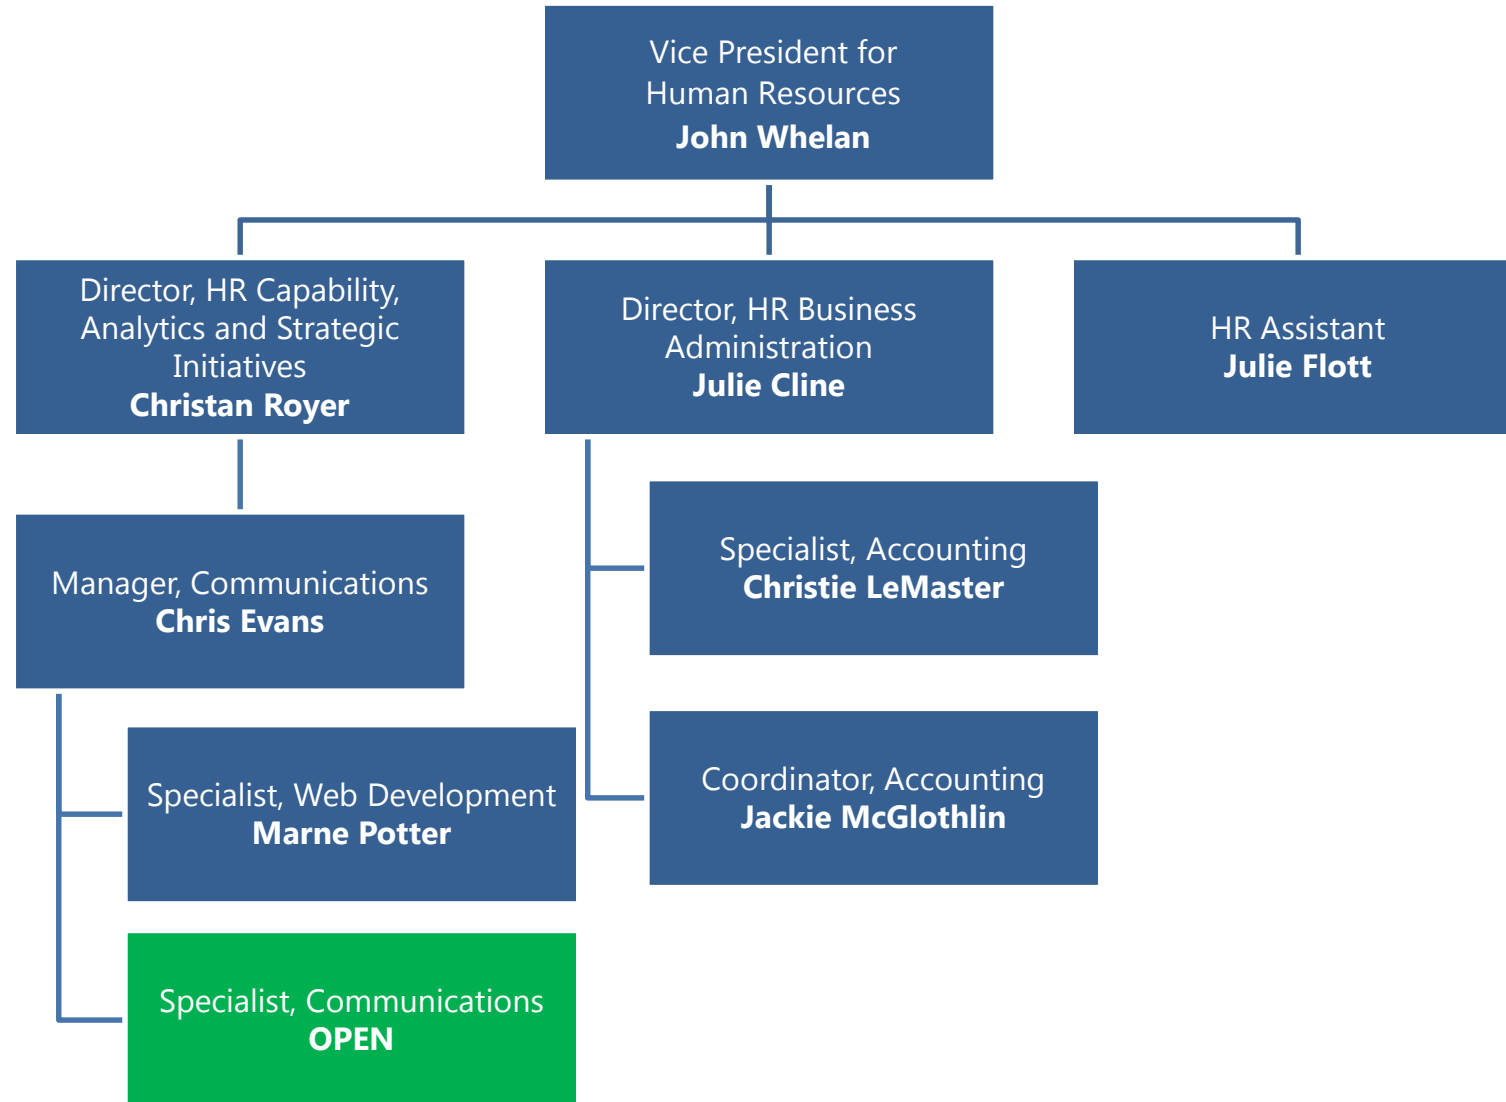 Vice President for
Human Resources
John Whelan
Director, HR Capability,
Analytics and Strategic
Initiatives
Christan Royer
Director, HR Business
Administration
Julie Cline
HR Assistant
Julie Flott
Manager, Communications
Chris Evans
Specialist, Web Development
Marne Potter
Specialist, Communications
OPEN
Specialist, Accounting
Christie LeMaster
Coordinator, Accounting
Jackie McGlothlin